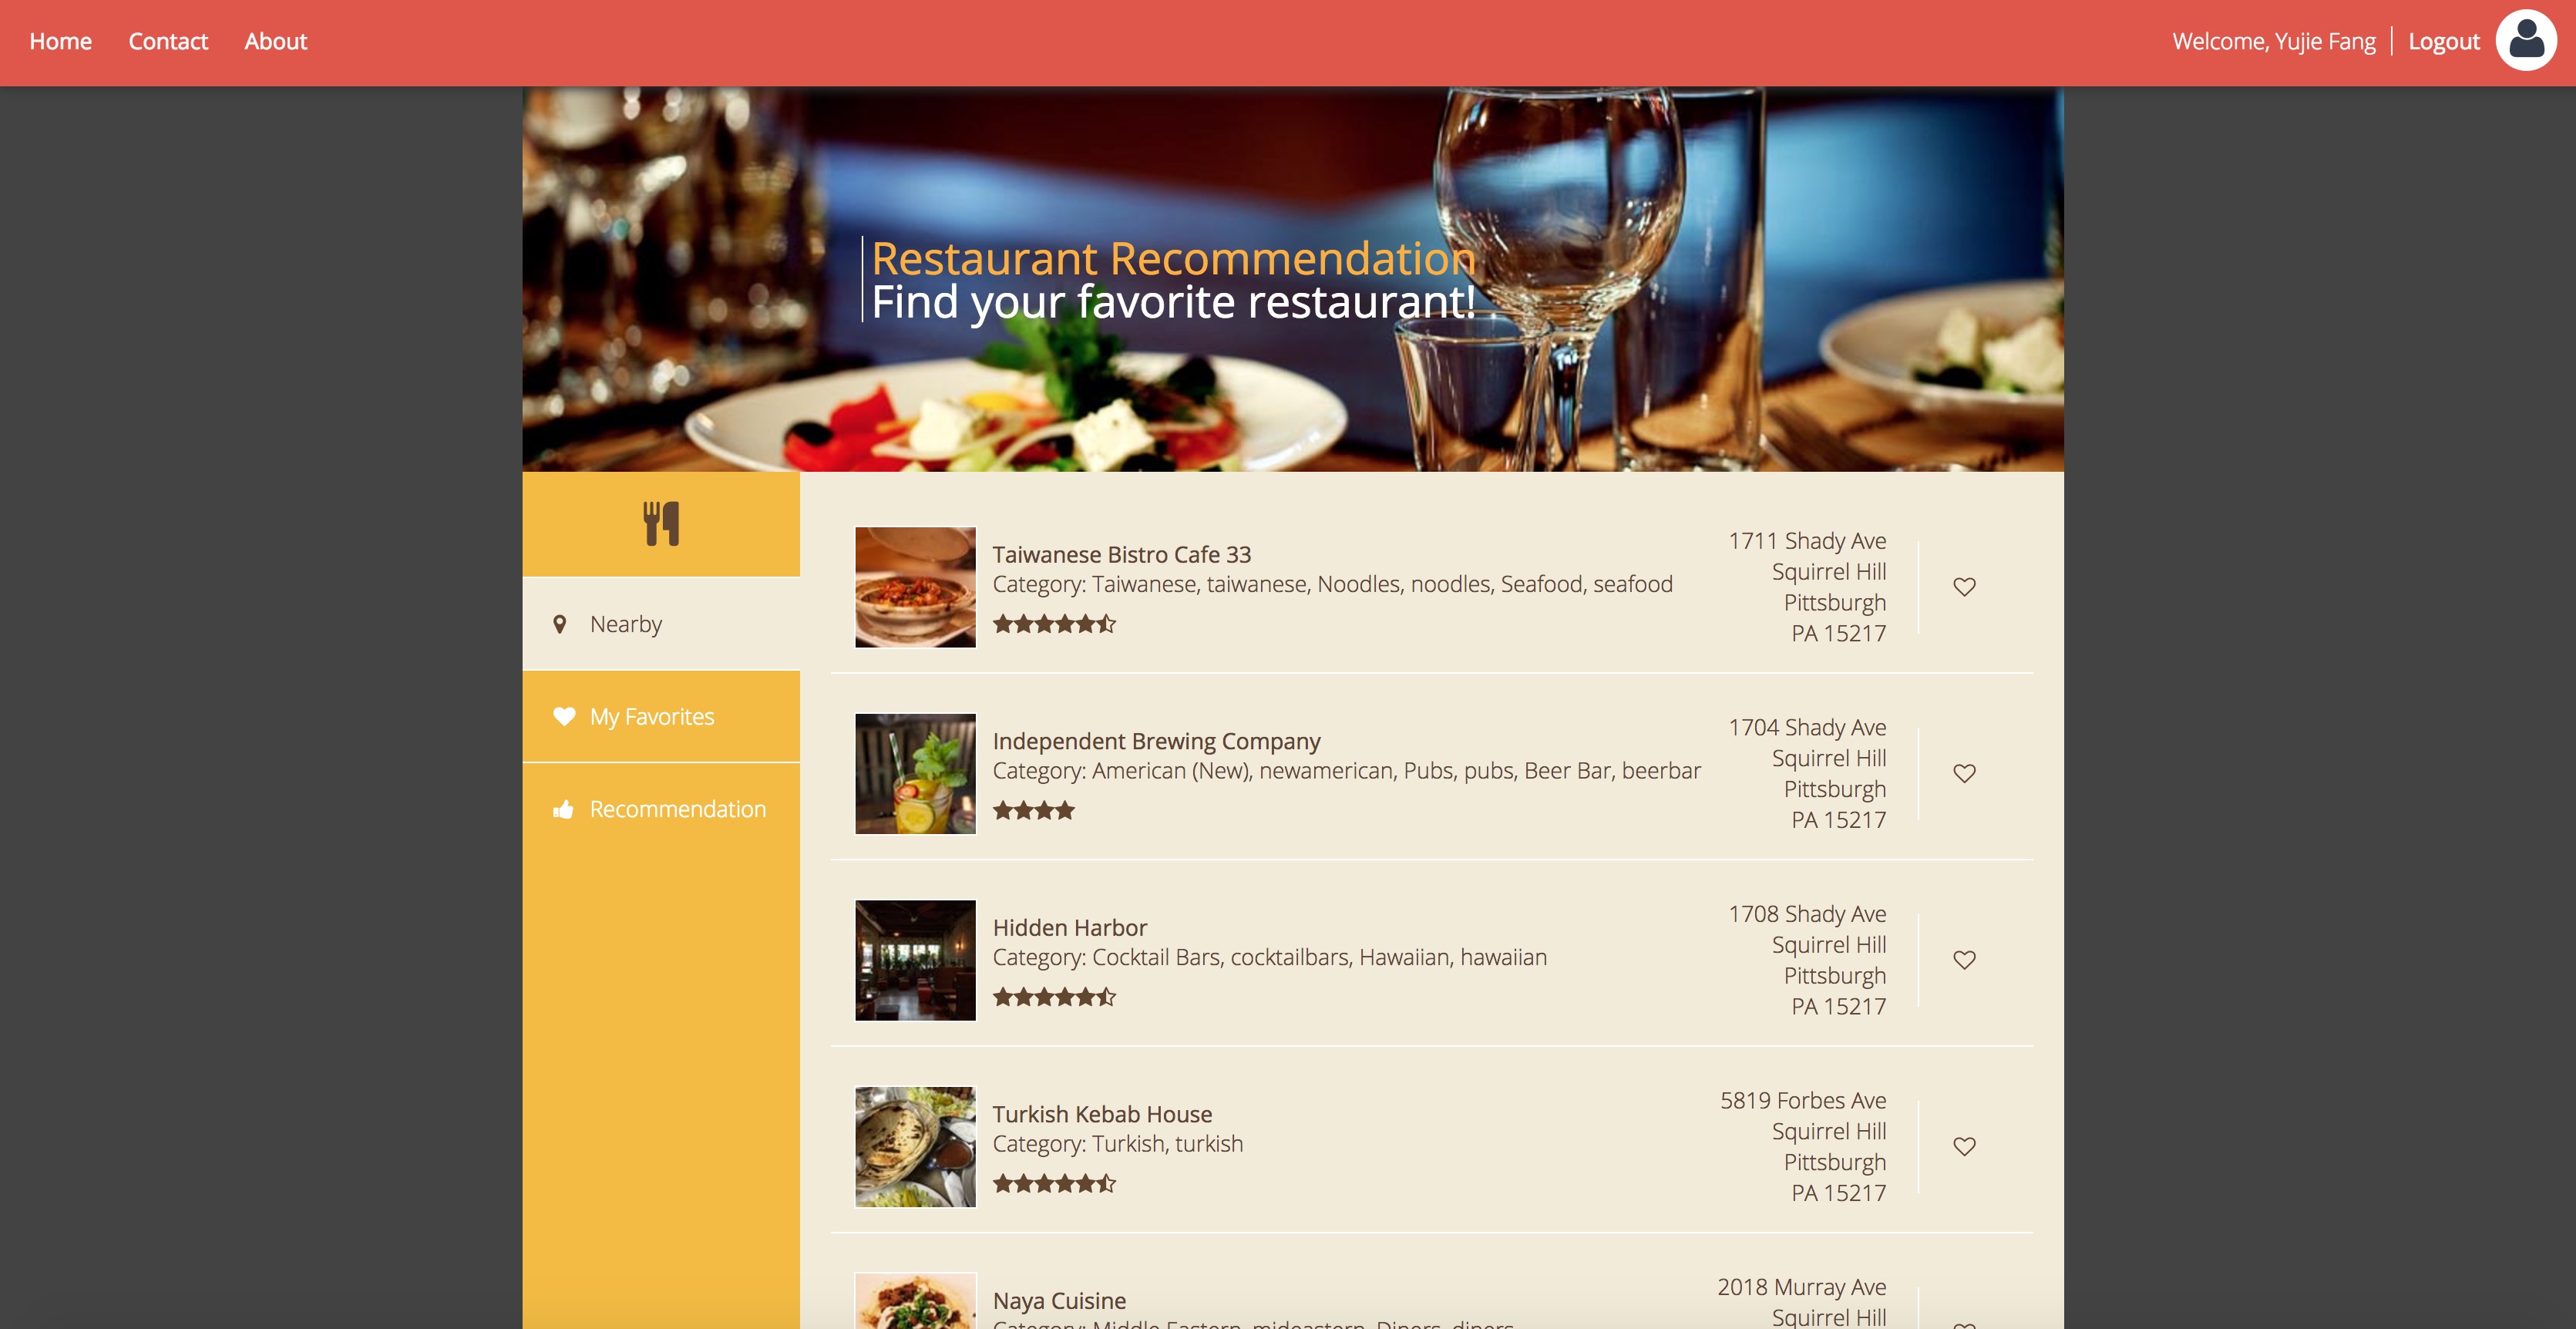 Home Contact About
Welcome, Yujie Fang Logout
Restaurant Recommendation
Find your favorite restaurant!
Nearby
My Favorites
Recommendation
Taiwanese Bistro Cafe 33
Category: Taiwanese, taiwanese, Noodles, noodles, Seafood, seafood
1711 Shady Ave
Squirrel Hill
Pittsburgh
PA 15217
Independent Brewing Company
Category: American (New), newamerican, Pubs, pubs, Beer Bar, beerbar
1704 Shady Ave
Squirrel Hill
Pittsburgh
PA 15217
Hidden Harbor
Category: Cocktail Bars, cocktailbars, Hawaiian, hawaiian
1708 Shady Ave
Squirrel Hill
Pittsburgh
PA 15217
Turkish Kebab House
Category: Turkish, turkish
5819 Forbes Ave
Squirrel Hill
Pittsburgh
PA 15217
Naya Cuisine
Category: Middle Eastern, mideastern, Diners, diners
2018 Murray Ave
Squirrel Hill